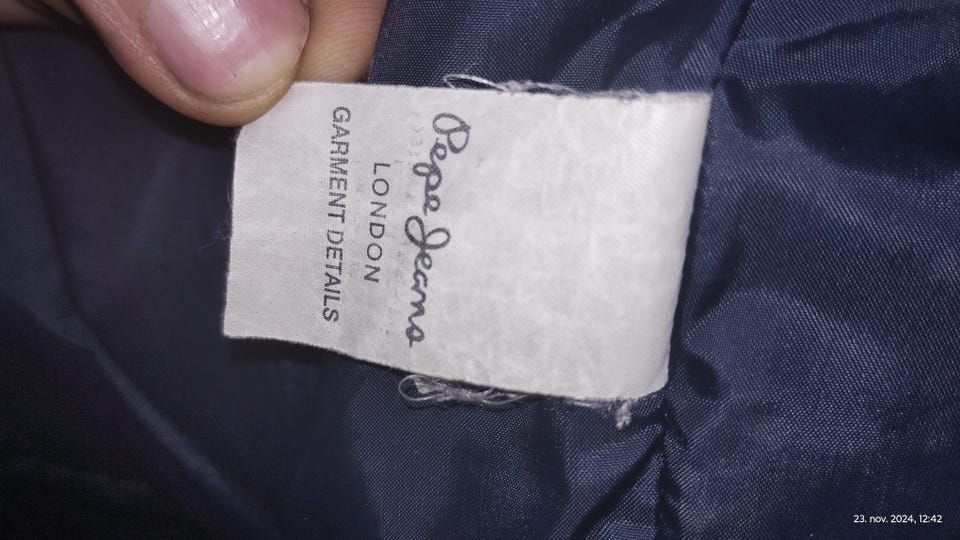 Pepe Jeans
LONDON
GARMENT DETAILS
23. nov. 2024, 12:42